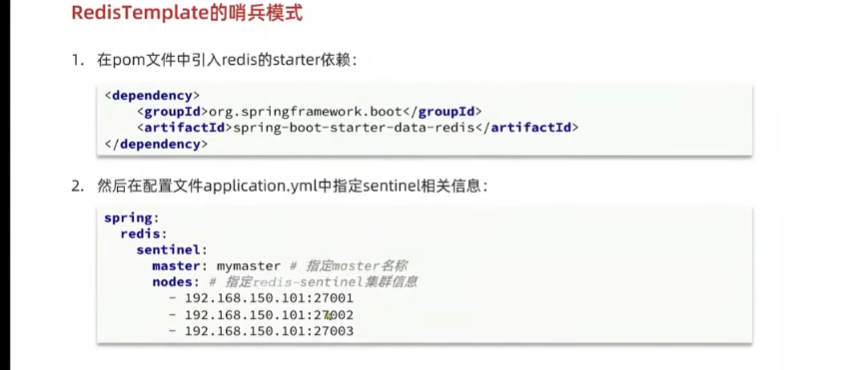 RedisTemplate的哨兵模式
1. 在pom文件中引入redis的starter依赖：
<dependency>
<groupId>org.springframework.boot</groupId>
<artifactId>spring-boot-starter-data-redis</artifactId>
</dependency>
2. 然后在配置文件application.yml中指定sentinel相关信息：
spring:
redis:
sentinel:
master: mymaster # 指定master名称
nodes: # 指定redis-sentinel集群信息
- 192.168.150.101:27001
- 192.168.150.101:27002
- 192.168.150.101:27003